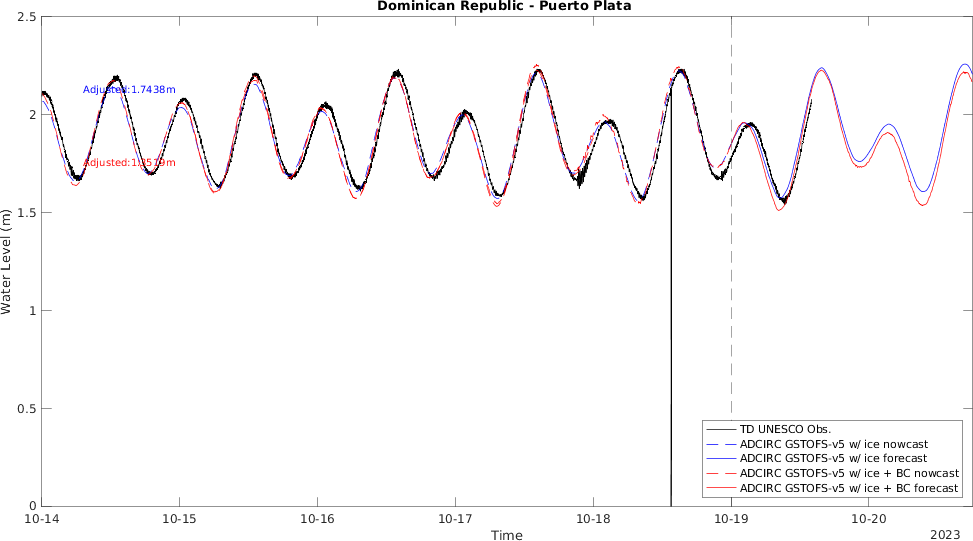 Dominican Republic - Puerto Plata
2.5
2
1.5
1
0.5
0
Water Level (m)
Adjusted:1.7438m
Adjusted:1.3519m
TD UNESCO Obs.
ADCIRC GSTOFS-v5 w/ ice nowcast
ADCIRC GSTOFS-v5 w/ ice forecast
ADCIRC GSTOFS-v5 w/ ice + BC nowcast
ADCIRC GSTOFS-v5 w/ ice + BC forecast
10-14 10-15 10-16 10-17 10-18 10-19 10-20
Time
2023